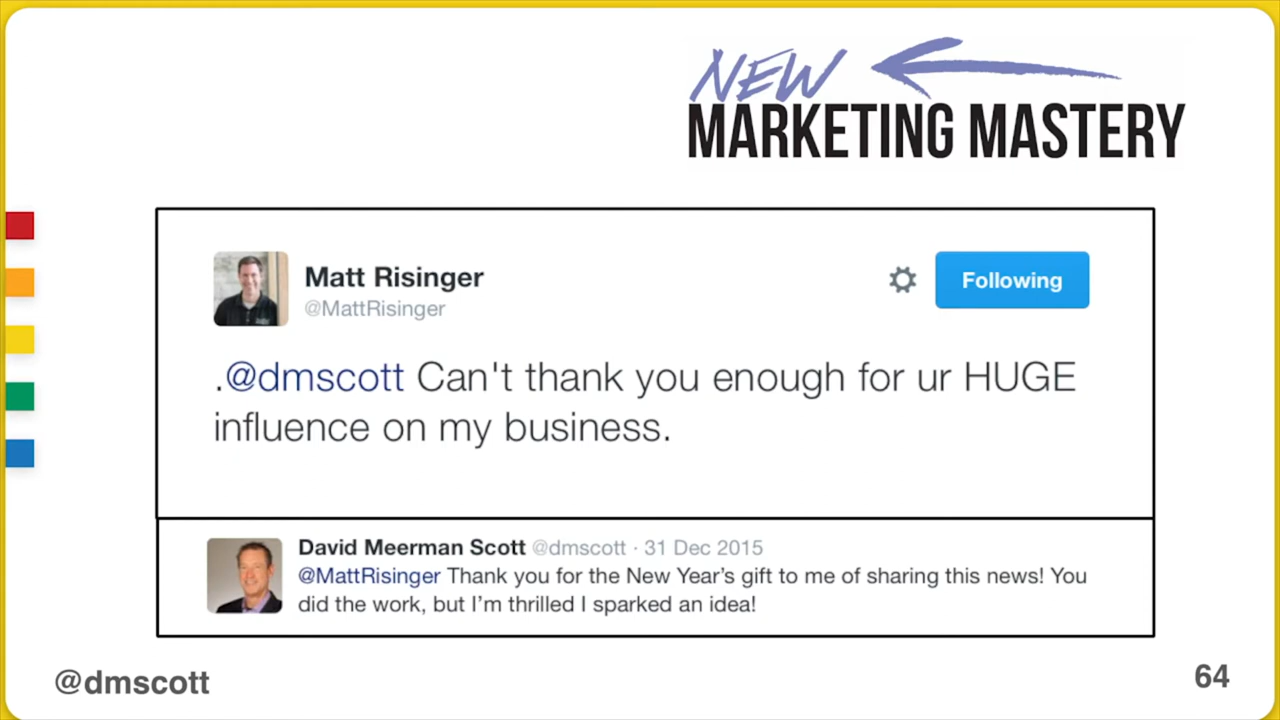 NEW
MARKETING MASTERY
Matt Risinger
@MattRisinger
Following
.@dmscott Can't thank you enough for ur HUGE
influence on my business.
David Meerman Scott @dmscott · 31 Dec 2015
@MattRisinger Thank you for the New Year’s gift to me of sharing this news! You
did the work, but I’m thrilled I sparked an idea!
@dmscott
64